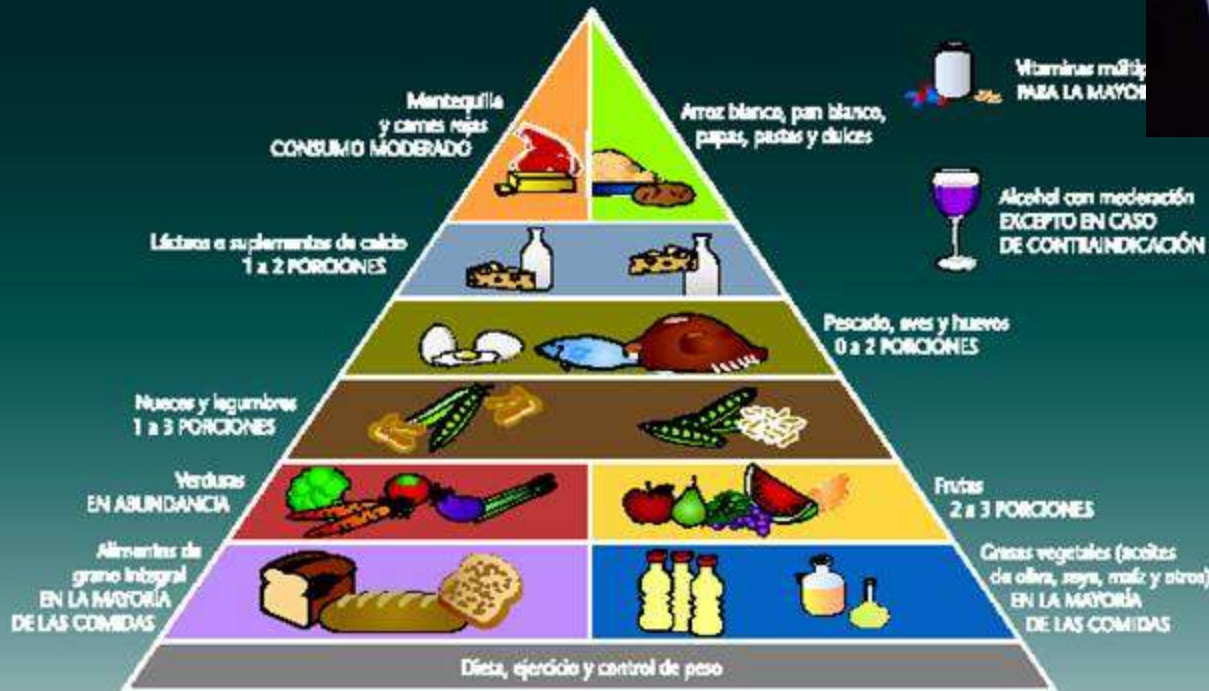 Mantequilla
y carnes rojas
CONSUMO MODERADO
Arroz blanco, pan blanco,
papas, pastas y dulces
Vitaminas
PARA LA
Alcohol con moderación
EXCEPTO EN CASO
DE CONTRAINDICACIÓN
Lácteos o suplementos de calcio
1 a 2 PORCIONES
Pescado, aves y huevos
0 a 2 PORCIONES
Nueces y legumbres
1 a 3 PORCIONES
Verduras
EN ABUNDANCIA
Frutas
2 a 3 PORCIONES
Alimentos de
grano integral
EN LA MAYORÍA
DE LAS COMIDAS
Grasas vegetales (aceites
de oliva, soya, maíz y otros)
EN LA MAYORÍA
DE LAS COMIDAS
Dieta, ejercicio y control de peso